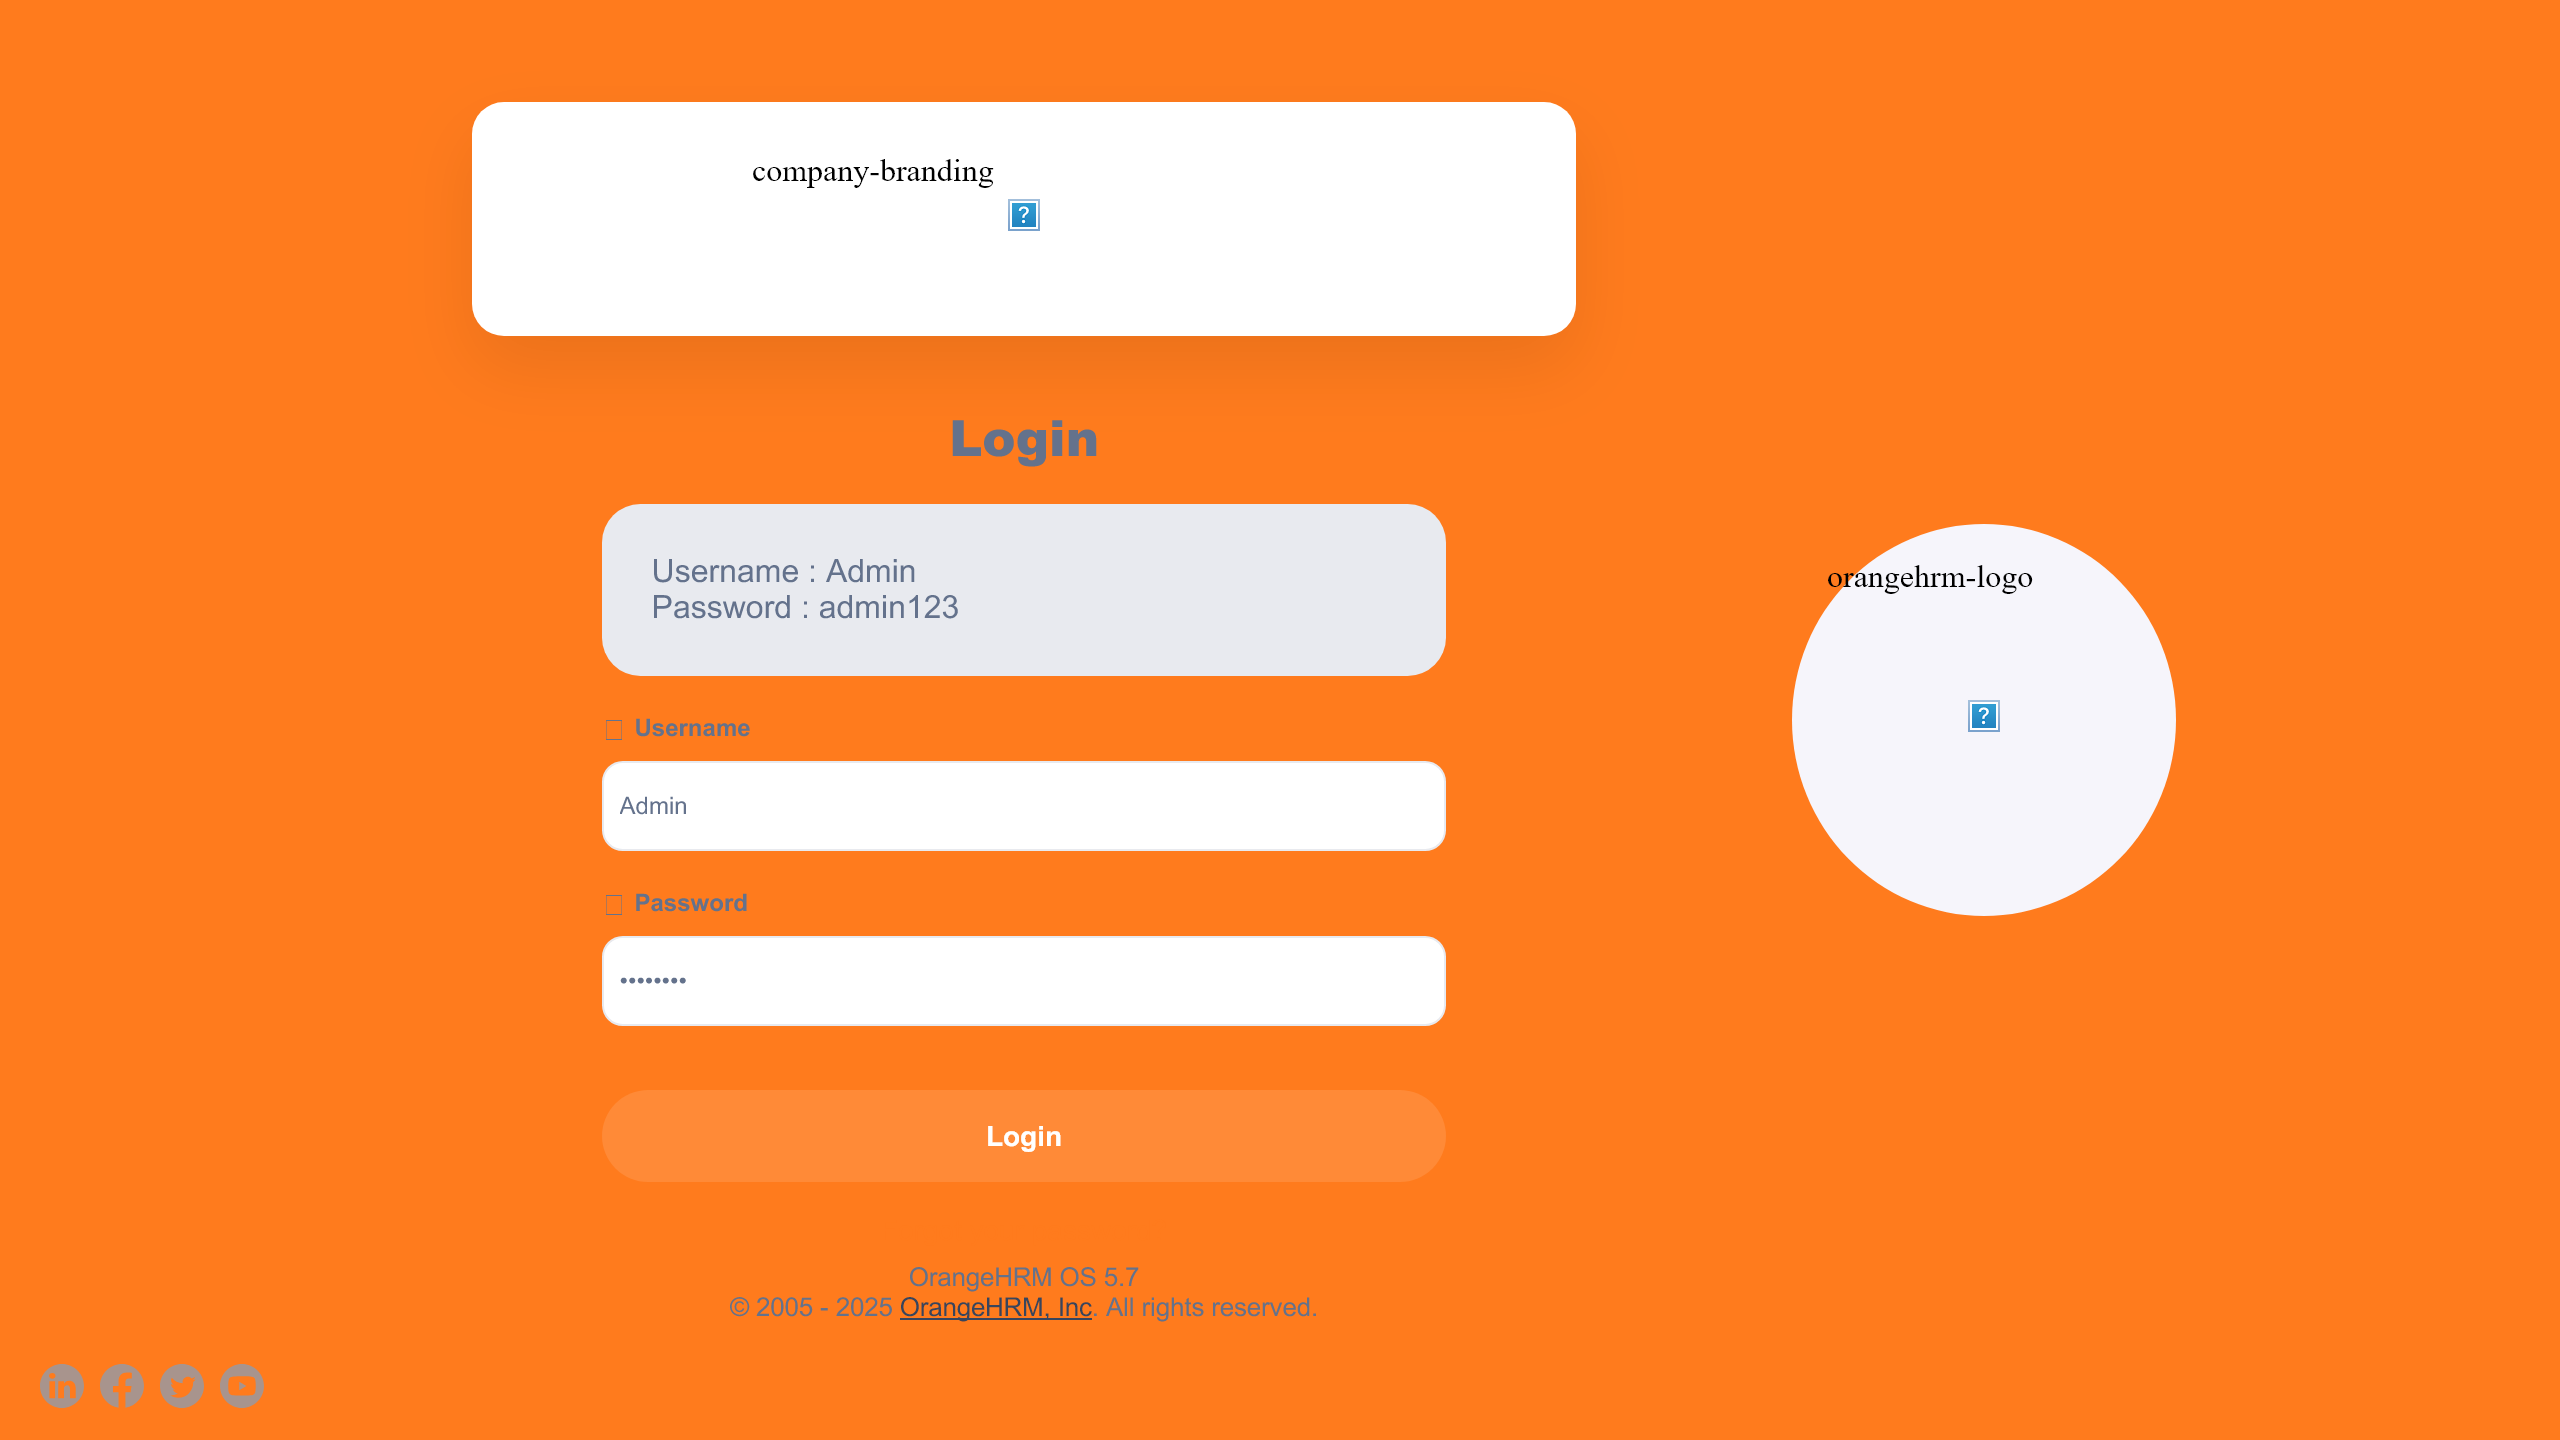 company-branding
Login
Username : Admin
Password : admin123
orangehrm-logo
Username
Admin
Password
••••••••
Login
OrangeHRM OS 5.7
© 2005 - 2025 OrangeHRM, Inc. All rights reserved.